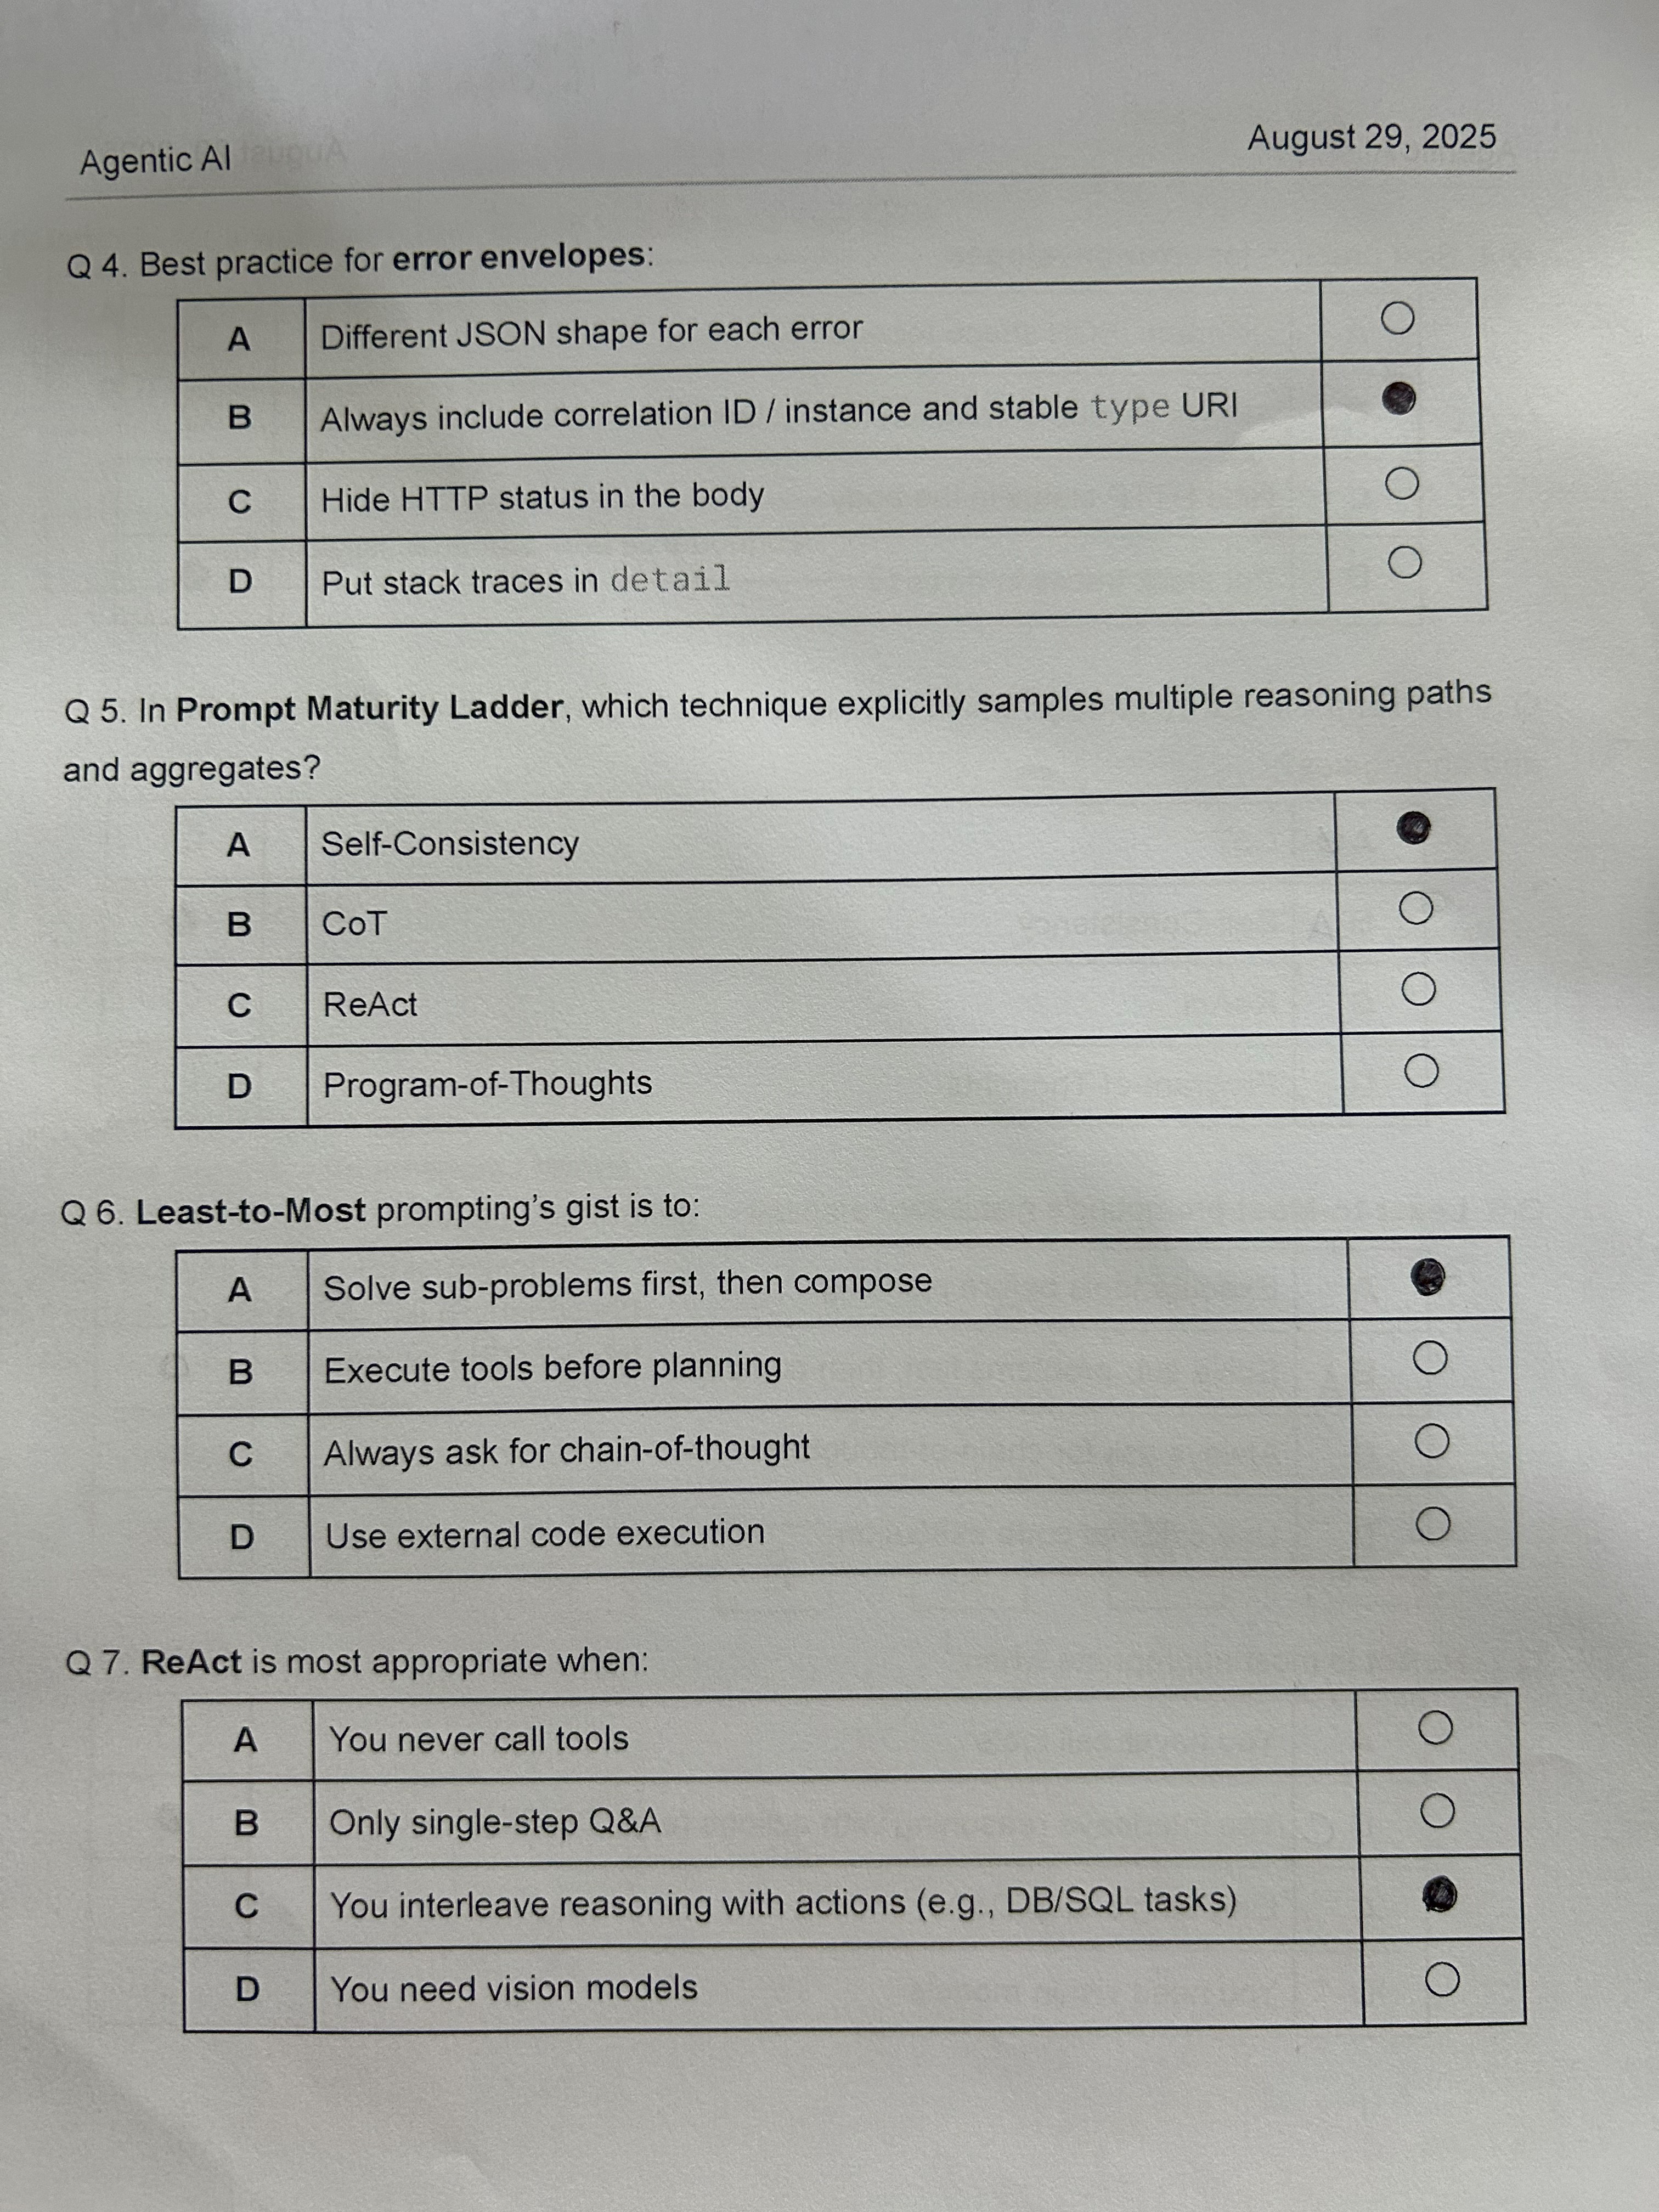 Agentic AI
August 29, 2025
Q 4. Best practice for error envelopes:
A Different JSON shape for each error
B Always include correlation ID / instance and stable type URI
C Hide HTTP status in the body
D Put stack traces in detail
Q 5. In Prompt Maturity Ladder, which technique explicitly samples multiple reasoning paths
and aggregates?
A Self-Consistency
B CoT
C ReAct
D Program-of-Thoughts
Q 6. Least-to-Most prompting’s gist is to:
A Solve sub-problems first, then compose
B Execute tools before planning
C Always ask for chain-of-thought
D Use external code execution
Q 7. ReAct is most appropriate when:
A You never call tools
B Only single-step Q&A
C You interleave reasoning with actions (e.g., DB/SQL tasks)
D You need vision models